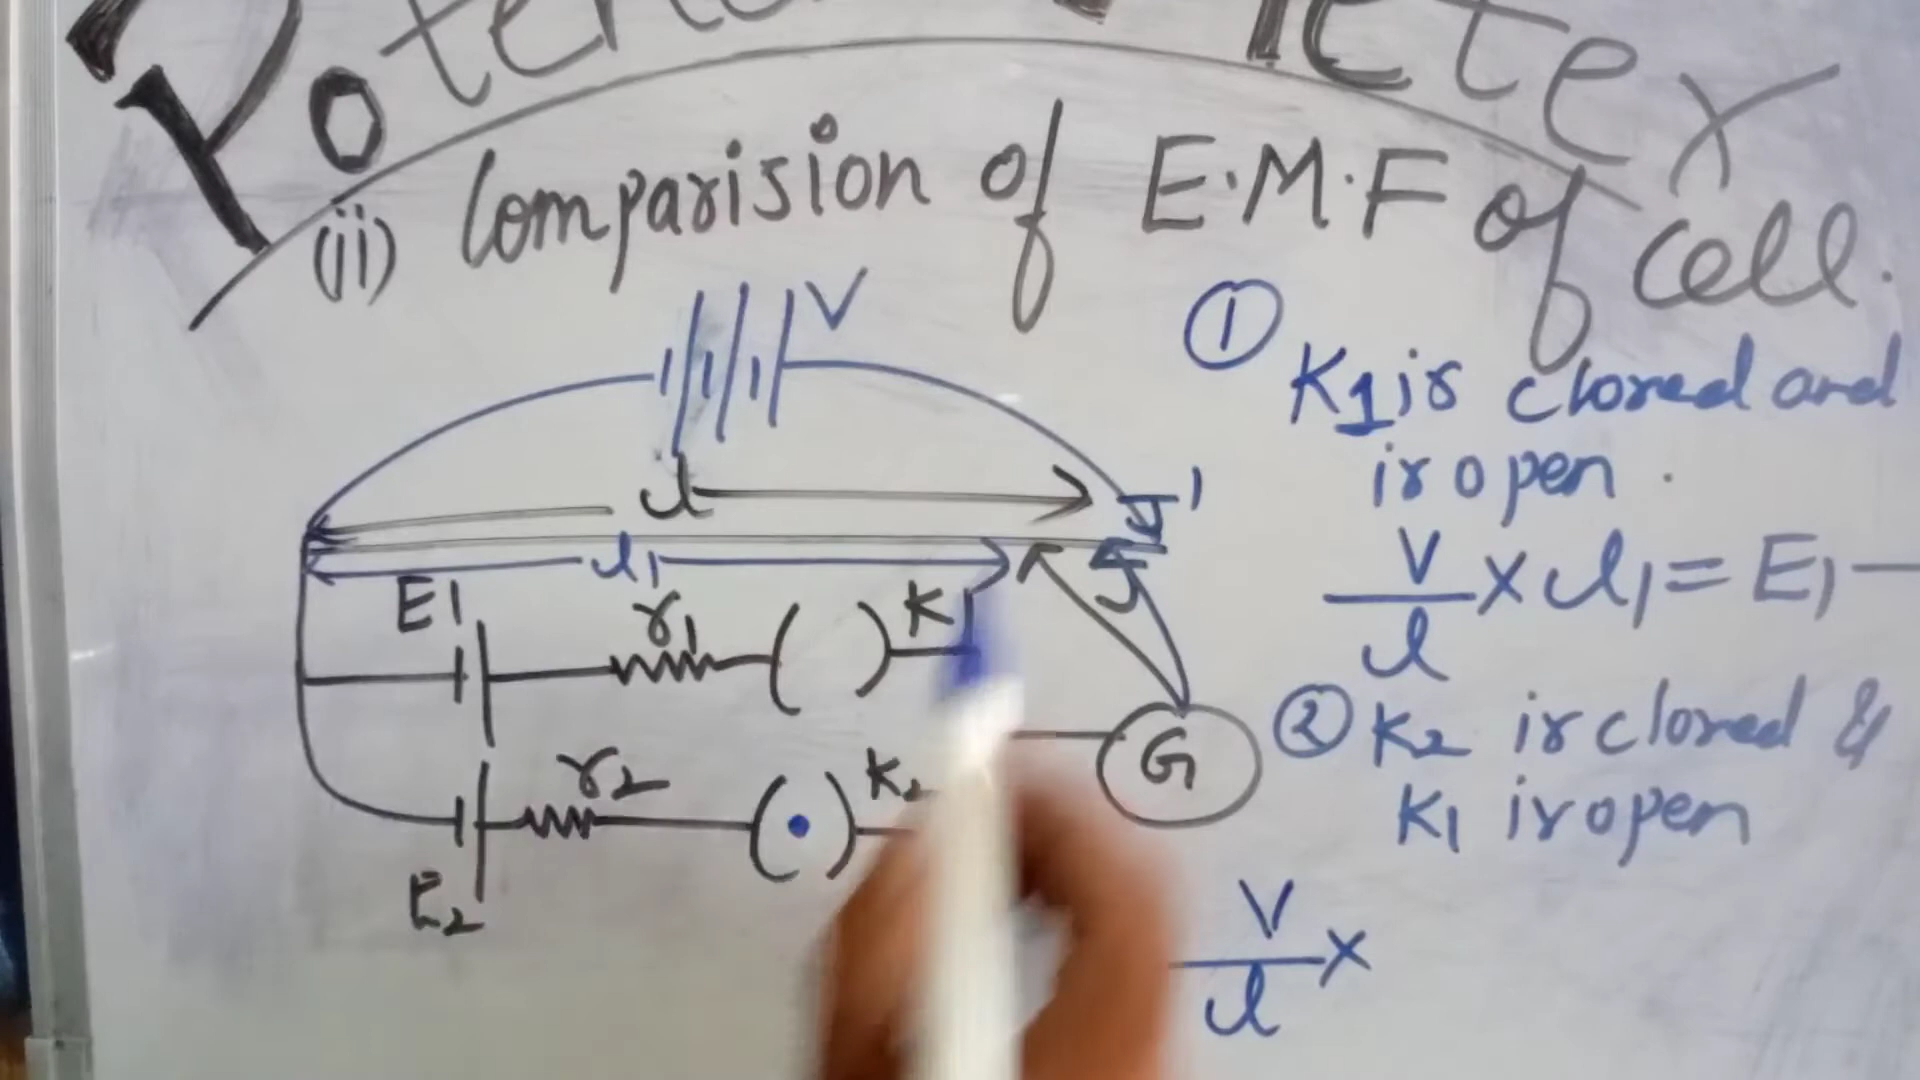 (ii) Comparision of E.M.F of cell.
V
l
J'
l₁
J
E1
r₁
K1
r₂
K₂
G
E₂
①
K1 is closed and
is open.
V/l × l₁ = E₁ —
② K₂ is closed &
K₁ is open
V/l ×